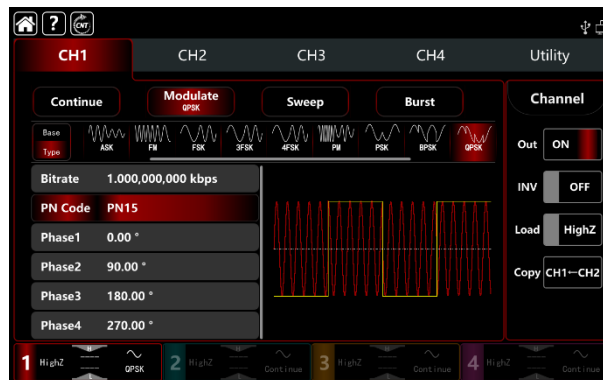 ? CNT
CH1 CH2 CH3 CH4 Utility
Continue Modulate QPSK Sweep Burst Channel
Base Type ASK FM FSK 3FSK 4FSK PM PSK BPSK QPSK
Out ON
Bitrate 1.000,000,000 kbps
INV OFF
PN Code PN15
Phase1 0.00 °
Load HighZ
Phase2 90.00 °
Copy CH1←CH2
Phase3 180.00 °
Phase4 270.00 °
1 HighZ QPSK 2 HighZ Continue 3 HighZ Continue 4 HighZ Continue